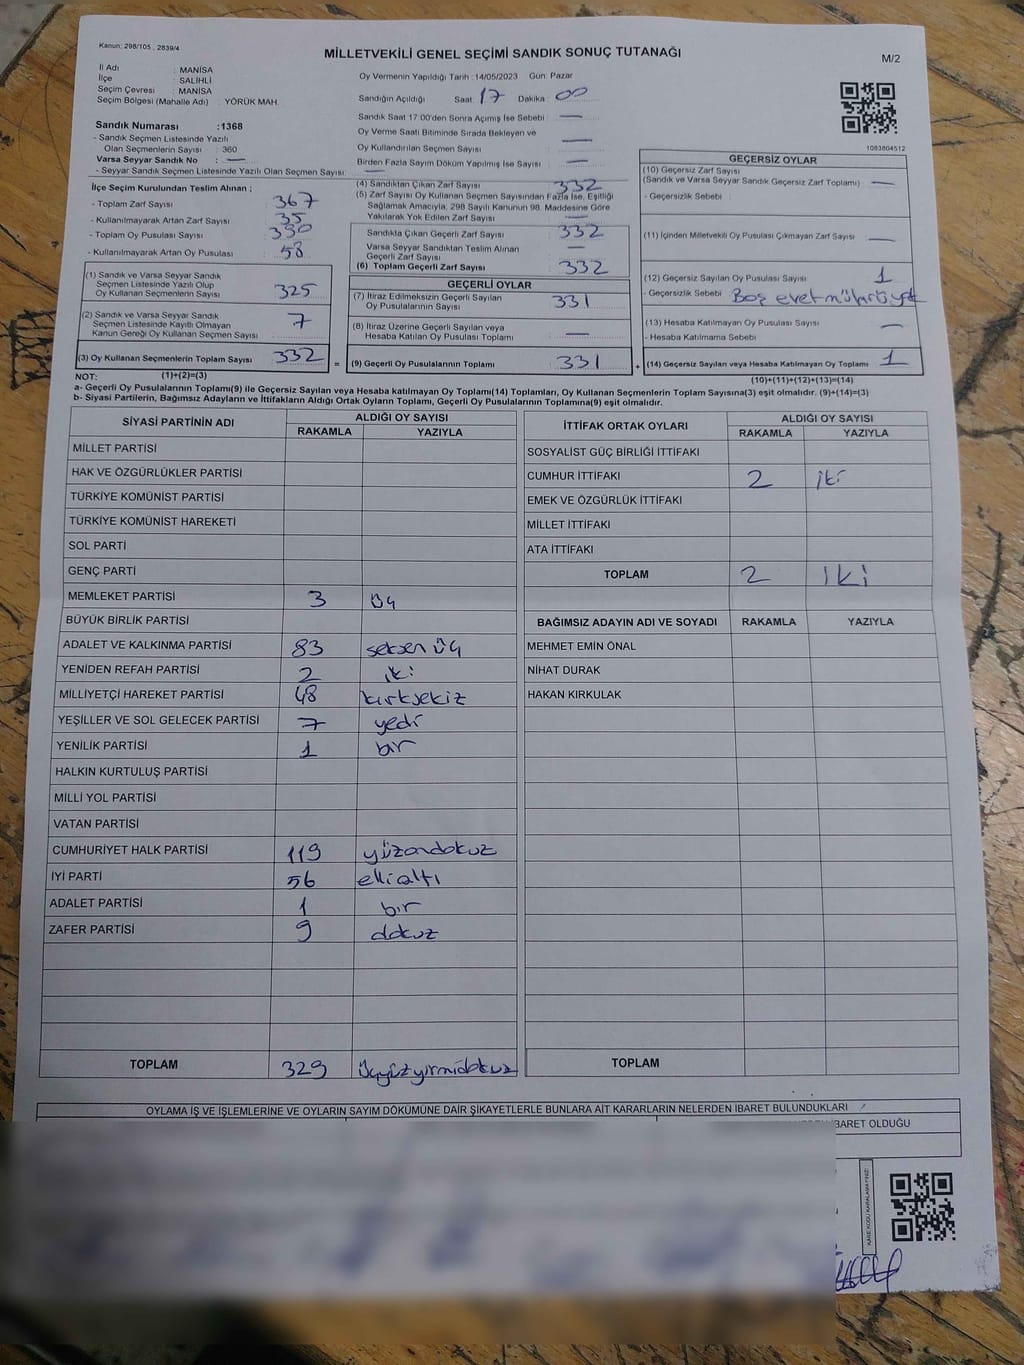 Kanun: 298/105 , 2839/4
MİLLETVEKİLİ GENEL SEÇİMİ SANDIK SONUÇ TUTANAĞI
M/2
İl Adı : MANİSA
İlçe : SALİHLİ
Seçim Çevresi : MANİSA
Seçim Bölgesi (Mahalle Adı) : YÖRÜK MAH.
Sandık Numarası :1368
- Sandık Seçmen Listesinde Yazılı
Olan Seçmenlerin Sayısı : 360
Varsa Seyyar Sandık No : —
- Seyyar Sandık Seçmen Listesinde Yazılı Olan Seçmen Sayısı: —
Oy Vermenin Yapıldığı Tarih :14/05/2023 Gün: Pazar
Sandığın Açıldığı Saat: 17 Dakika : 00
Sandık Saat 17.00'den Sonra Açımış İse Sebebi : —
Oy Verme Saati Bitiminde Sırada Bekleyen ve
Oy Kullandırılan Seçmen Sayısı : —
Birden Fazla Sayım Döküm Yapılmış İse Sayısı : —
1083804512
İlçe Seçim Kurulundan Teslim Alınan ;
- Toplam Zarf Sayısı : 367
- Kullanılmayarak Artan Zarf Sayısı : 35
- Toplam Oy Pusulası Sayısı : 330
- Kullanılmayarak Artan Oy Pusulası : 58
(1) Sandık ve Varsa Seyyar Sandık
Seçmen Listesinde Yazılı Olup
Oy Kullanan Seçmenlerin Sayısı : 325
(2) Sandık ve Varsa Seyyar Sandık
Seçmen Listesinde Kayıtlı Olmayan
Kanun Gereği Oy Kullanan Seçmen Sayısı : 7
(3) Oy Kullanan Seçmenlerin Toplam Sayısı : 332 =
(4) Sandıktan Çıkan Zarf Sayısı : 332
(5) Zarf Sayısı Oy Kullanan Seçmen Sayısından Fazla İse, Eşitliği
Sağlamak Amacıyla, 298 Sayılı Kanunun 98. Maddesine Göre
Yakılarak Yok Edilen Zarf Sayısı : —
Sandıkta Çıkan Geçerli Zarf Sayısı : 332
Varsa Seyyar Sandıktan Teslim Alınan
Geçerli Zarf Sayısı : —
(6) Toplam Geçerli Zarf Sayısı : 332
GEÇERLİ OYLAR
(7) İtiraz Edilmeksizin Geçerli Sayılan
Oy Pusulalarının Sayısı : 331
(8) İtiraz Üzerine Geçerli Sayılan veya
Hesaba Katılan Oy Pusulası Toplamı : —
(9) Geçerli Oy Pusulalarının Toplamı : 331 +
GEÇERSİZ OYLAR
(10) Geçersiz Zarf Sayısı
(Sandık ve Varsa Seyyar Sandık Geçersiz Zarf Toplamı) : —
- Geçersizlik Sebebi :
(11) İçinden Milletvekili Oy Pusulası Çıkmayan Zarf Sayısı : —
(12) Geçersiz Sayılan Oy Pusulası Sayısı : 1
- Geçersizlik Sebebi : Boş evet mührü yok
(13) Hesaba Katılmayan Oy Pusulası Sayısı : —
- Hesaba Katılmama Sebebi :
(14) Geçersiz Sayılan veya Hesaba Katılmayan Oy Toplamı : 1
NOT: (1)+(2)=(3)
(10)+(11)+(12)+(13)=(14)
a- Geçerli Oy Pusulalarının Toplamı(9) ile Geçersiz Sayılan veya Hesaba katılmayan Oy Toplamı(14) Toplamları, Oy Kullanan Seçmenlerin Toplam Sayısına(3) eşit olmalıdır. (9)+(14)=(3)
b- Siyasi Partilerin, Bağımsız Adayların ve İttifakların Aldığı Ortak Oyların Toplamı, Geçerli Oy Pusulalarının Toplamına(9) eşit olmalıdır.
SİYASİ PARTİNİN ADI ALDIĞI OY SAYISI
RAKAMLA YAZIYLA
MİLLET PARTİSİ
HAK VE ÖZGÜRLÜKLER PARTİSİ
TÜRKİYE KOMÜNİST PARTİSİ
TÜRKİYE KOMÜNİST HAREKETİ
SOL PARTİ
GENÇ PARTİ
MEMLEKET PARTİSİ 3 üç
BÜYÜK BİRLİK PARTİSİ
ADALET VE KALKINMA PARTİSİ 83 seksen üç
YENİDEN REFAH PARTİSİ 2 iki
MİLLİYETÇİ HAREKET PARTİSİ 48 kırksekiz
YEŞİLLER VE SOL GELECEK PARTİSİ 7 yedi
YENİLİK PARTİSİ 1 bir
HALKIN KURTULUŞ PARTİSİ
MİLLİ YOL PARTİSİ
VATAN PARTİSİ
CUMHURİYET HALK PARTİSİ 119 yüzondokuz
İYİ PARTİ 56 elli altı
ADALET PARTİSİ 1 bir
ZAFER PARTİSİ 9 dokuz
TOPLAM 329 üçyüzyirmidokuz
İTTİFAK ORTAK OYLARI ALDIĞI OY SAYISI
RAKAMLA YAZIYLA
SOSYALİST GÜÇ BİRLİĞİ İTTİFAKI
CUMHUR İTTİFAKI 2 iki
EMEK VE ÖZGÜRLÜK İTTİFAKI
MİLLET İTTİFAKI
ATA İTTİFAKI
TOPLAM 2 iki
BAĞIMSIZ ADAYIN ADI VE SOYADI RAKAMLA YAZIYLA
MEHMET EMİN ÖNAL
NİHAT DURAK
HAKAN KIRKULAK
TOPLAM
OYLAMA İŞ VE İŞLEMLERİNE VE OYLARIN SAYIM DÖKÜMÜNE DAİR ŞİKAYETLERLE BUNLARA AİT KARARLARIN NELERDEN İBARET BULUNDUKLARI
İBARET OLDUĞU